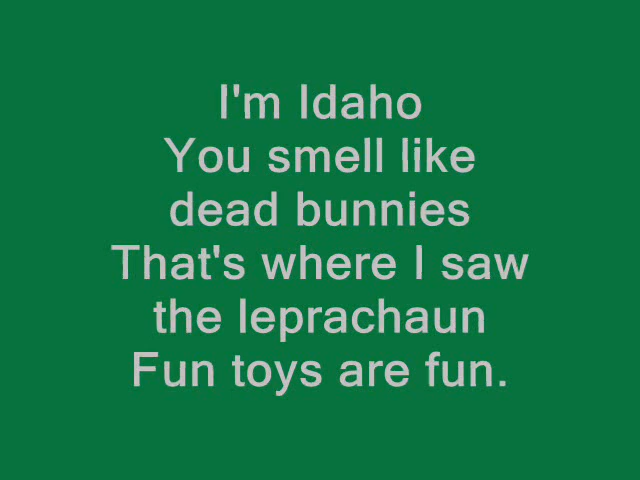 I'm Idaho
You smell like
dead bunnies
That's where I saw
the leprachaun
Fun toys are fun.